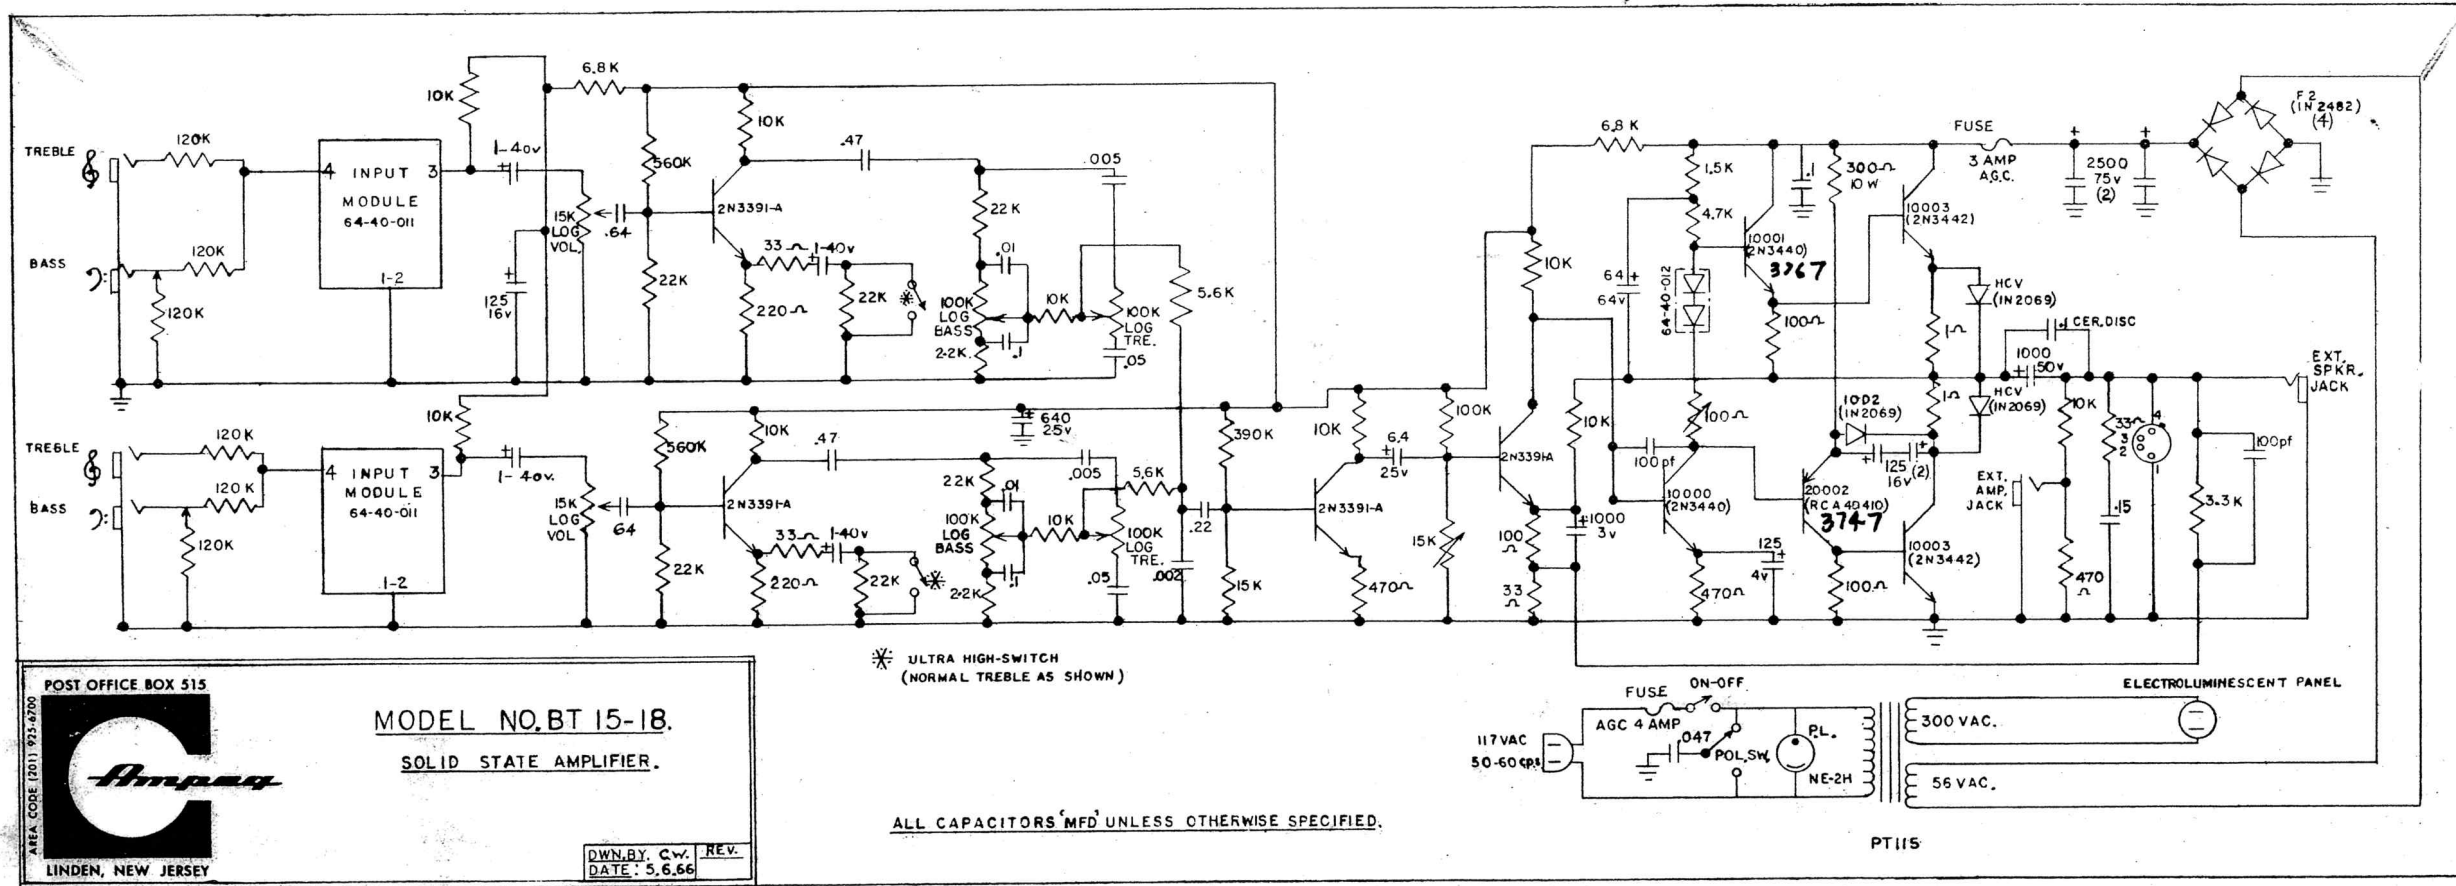 TREBLE
BASS
120K
120K
120K
4 INPUT 3
MODULE
64-40-011
1-2
10K
1-40v
6.8K
15K
LOG
VOL.
.64
125
16v
560K
22K
10K
2N3391-A
33Ω
1-40v
220Ω
22K
.47
22K
.01
100K
LOG
BASS
2.2K
.1
10K
.005
100K
LOG
TRE.
.05
5.6K
TREBLE
BASS
120K
120K
120K
4 INPUT 3
MODULE
64-40-011
1-2
10K
1-40v.
15K
LOG
VOL
.64
560K
22K
10K
2N3391-A
33Ω
1-40v
220Ω
22K
.47
22K
.01
100K
LOG
BASS
2.2K
.1
10K
.005
100K
LOG
TRE.
.05
5.6K
.002
.22
640
25v
390K
15K
10K
2N3391-A
470Ω
6.4
25v
100K
15K
6.8K
10K
2N3391A
100
Ω
33
Ω
10K
1000
3v
1.5K
4.7K
64
64v
64-40-012
10001
(2N3440)
3767
100Ω
100Ω
100pf
10000
(2N3440)
470Ω
125
4v
.1
300Ω
10W
10003
(2N3442)
1Ω
1Ω
HCV
(IN2069)
HCV
(IN2069)
10D2
(IN2069)
125
16v
(2)
20002
(RCA40410)
3747
100Ω
10003
(2N3442)
FUSE
3 AMP
A.G.C.
2500
75v
(2)
F2
(IN2482)
(4)
.1 CER.DISC
1000
50v
10K
EXT.
AMP.
JACK
470
Ω
33Ω
.15
4
3
2
1
3.3K
100pf
EXT.
SPKR.
JACK
ULTRA HIGH-SWITCH
(NORMAL TREBLE AS SHOWN)
FUSE
AGC 4 AMP
ON-OFF
117VAC
50-60 cps
.047
POL.SW.
P.L.
NE-2H
300 VAC.
56 VAC.
ELECTROLUMINESCENT PANEL
PT115
ALL CAPACITORS 'MFD' UNLESS OTHERWISE SPECIFIED.
POST OFFICE BOX 515
AREA CODE (201) 925-6700
Ampeg
LINDEN, NEW JERSEY
MODEL NO. BT 15-18.
SOLID STATE AMPLIFIER.
DWN.BY. C.W.
DATE: 5.6.66
REV.